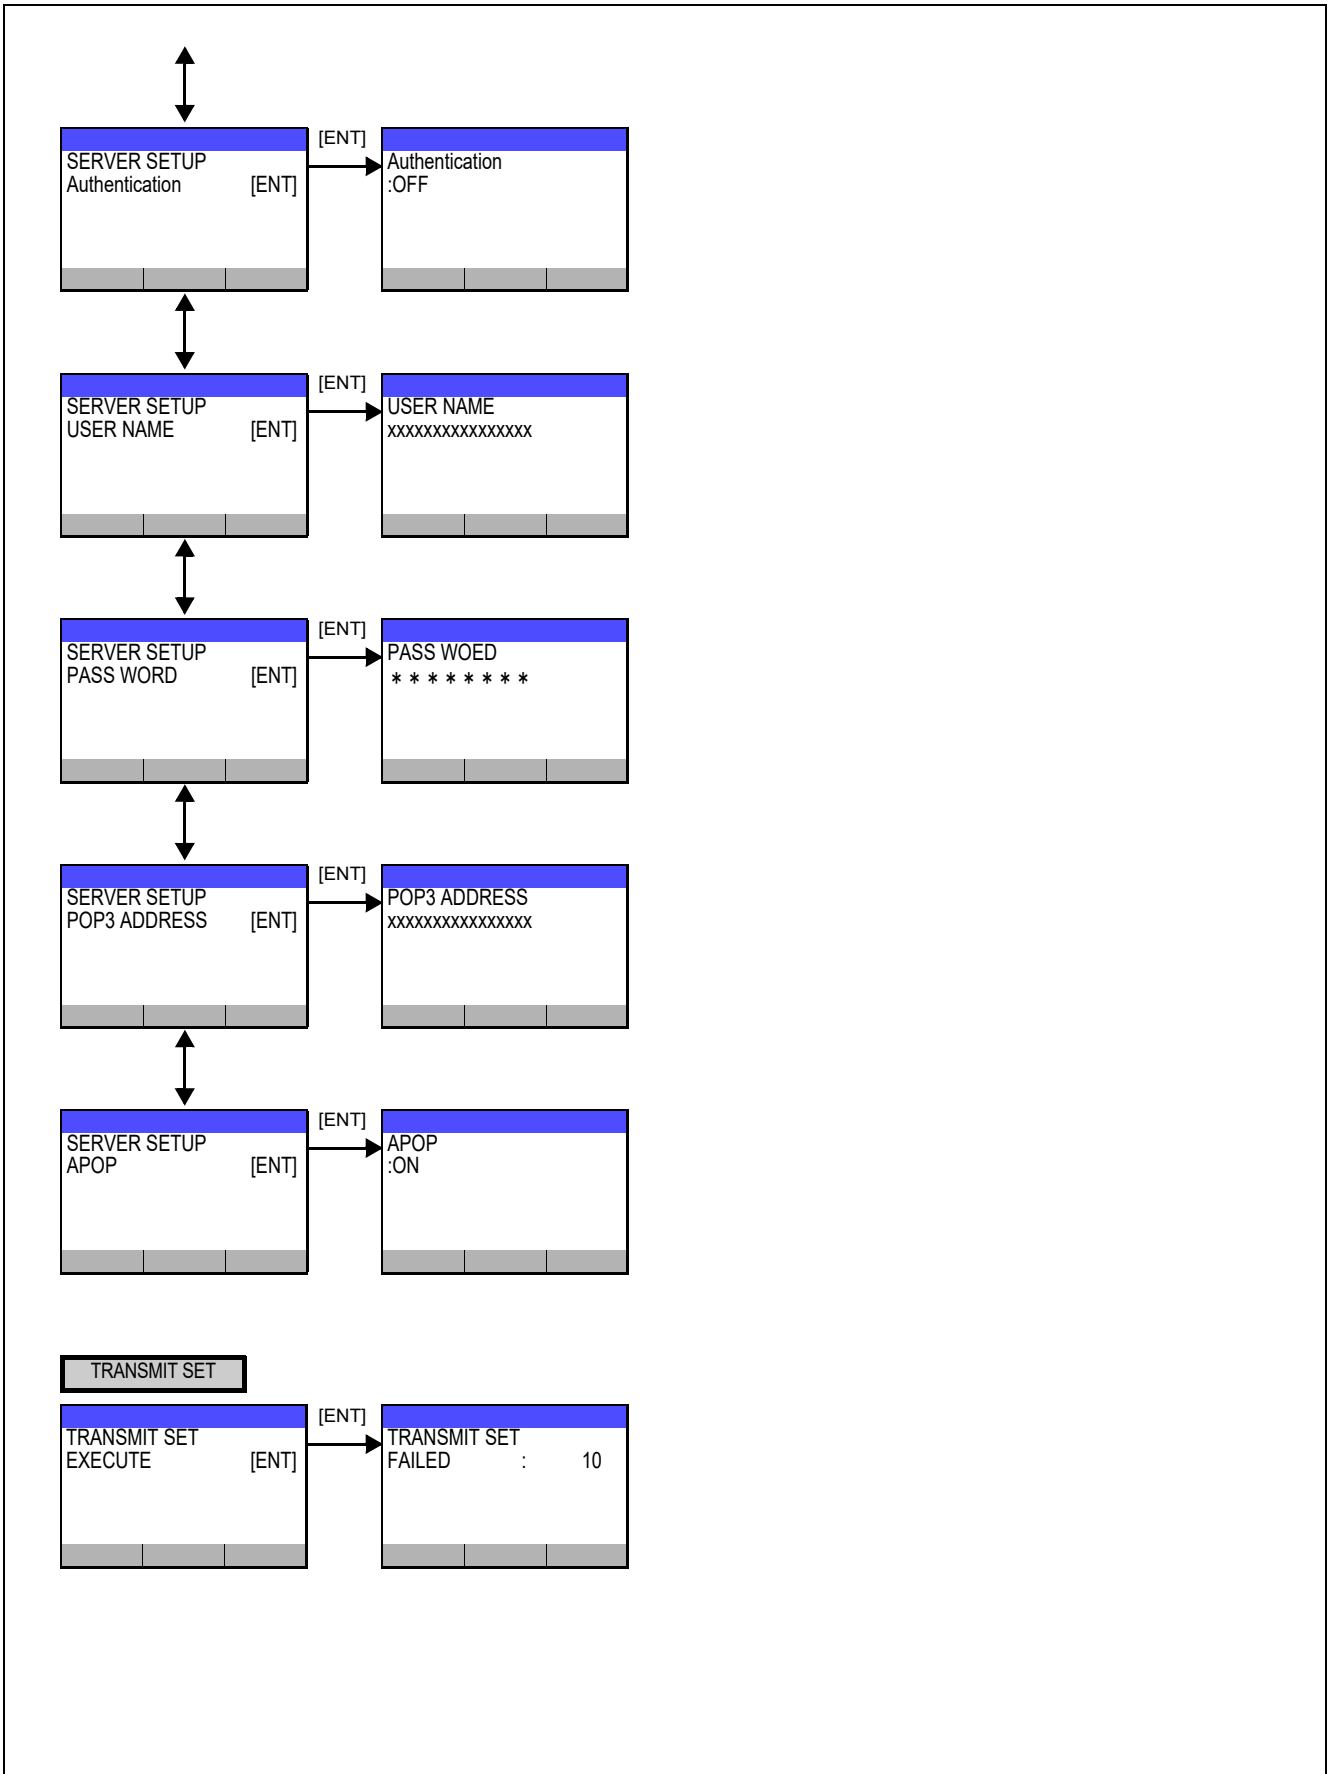 [ENT]
SERVER SETUP
Authentication [ENT]
Authentication
:OFF
[ENT]
SERVER SETUP
USER NAME [ENT]
USER NAME
xxxxxxxxxxxxxxxx
[ENT]
SERVER SETUP
PASS WORD [ENT]
PASS WOED
* * * * * * * *
[ENT]
SERVER SETUP
POP3 ADDRESS [ENT]
POP3 ADDRESS
xxxxxxxxxxxxxxxx
[ENT]
SERVER SETUP
APOP [ENT]
APOP
:ON
TRANSMIT SET
[ENT]
TRANSMIT SET
EXECUTE [ENT]
TRANSMIT SET
FAILED : 10